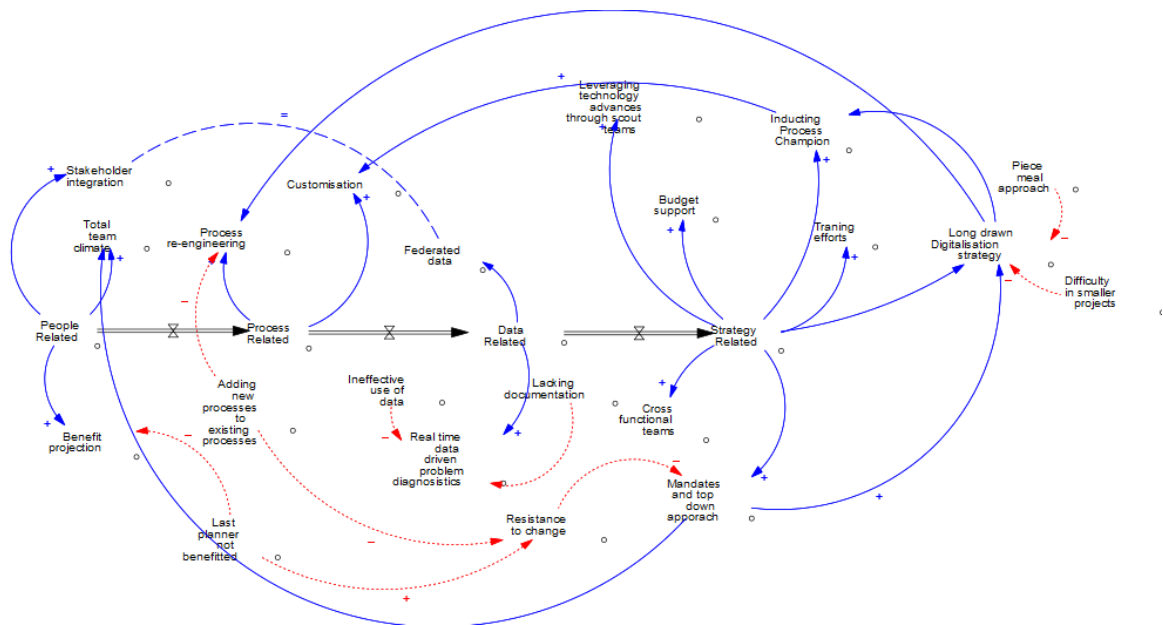 +
Leveraging
technology
advances
through scout
+
teams
=
Inducting
Process
Champion
+
+
Stakeholder
integration
Customisation
+
Piece
meal
approach
Budget
support
+
Total
team
climate
+
Process
re-engineering
Federated
data
+
Traning
efforts
+
+
Long drawn
Digitalisation
strategy
+
−
−
Difficulty
in smaller
projects
−
People
Related
Process
Related
Data
Related
Strategy
Related
Adding
new
processes
to
existing
processes
Ineffective
use of
data
Lacking
documentation
+
Cross
functional
teams
+
Benefit
projection
−
−
Real time
data
driven
problem
diagnosistics
+
−
Mandates
and top
down
apporach
+
+
Last
planner
not
benefitted
Resistance
to change
−
+